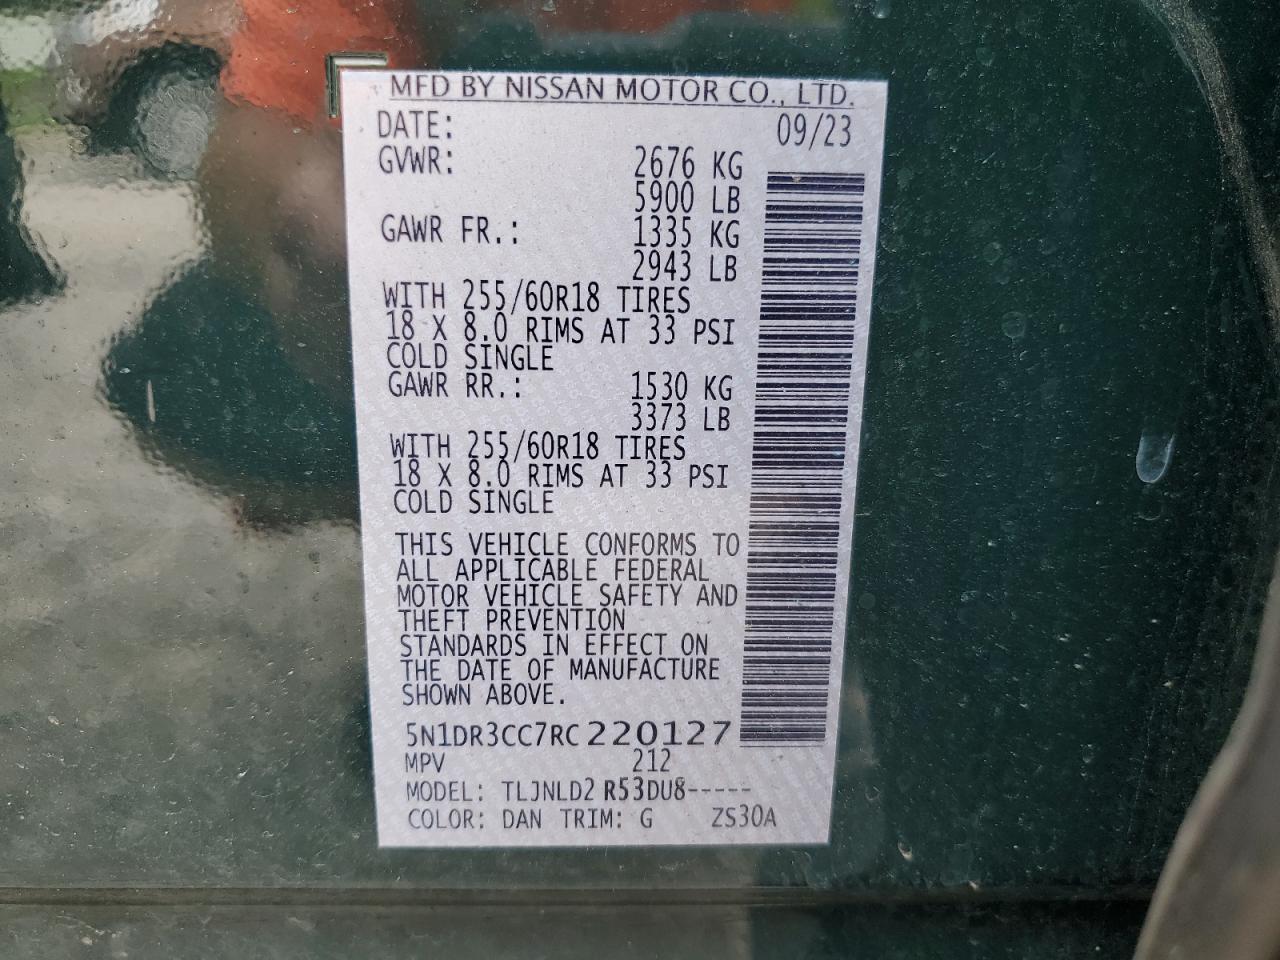 MFD BY NISSAN MOTOR CO., LTD.
DATE: 09/23
GVWR: 2676 KG
5900 LB
GAWR FR.: 1335 KG
2943 LB
WITH 255/60R18 TIRES
18 X 8.0 RIMS AT 33 PSI
COLD SINGLE
GAWR RR.: 1530 KG
3373 LB
WITH 255/60R18 TIRES
18 X 8.0 RIMS AT 33 PSI
COLD SINGLE
THIS VEHICLE CONFORMS TO
ALL APPLICABLE FEDERAL
MOTOR VEHICLE SAFETY AND
THEFT PREVENTION
STANDARDS IN EFFECT ON
THE DATE OF MANUFACTURE
SHOWN ABOVE.
5N1DR3CC7RC220127
MPV 212
MODEL: TLJNLD2 R53DU8-----
COLOR: DAN TRIM: G ZS30A